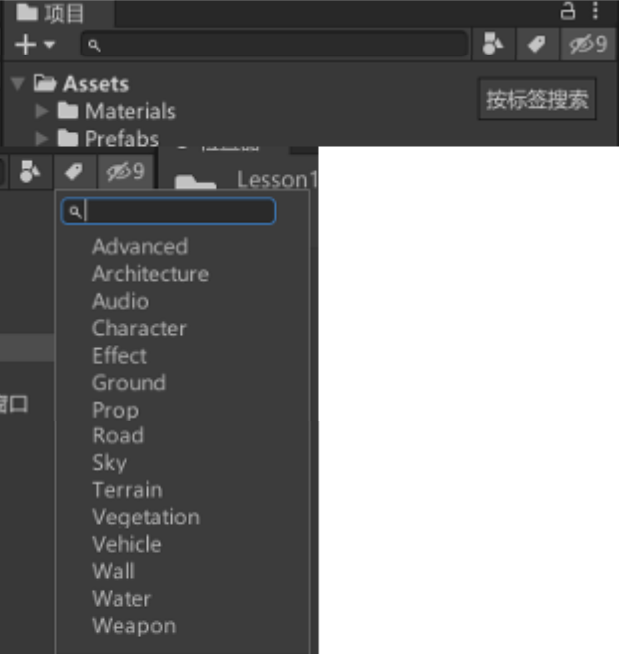 项目
9
Assets
按标签搜索
Materials
Prefabs
9
Lesson1
Advanced
Architecture
Audio
Character
Effect
Ground
窗口
Prop
Road
Sky
Terrain
Vegetation
Vehicle
Wall
Water
Weapon